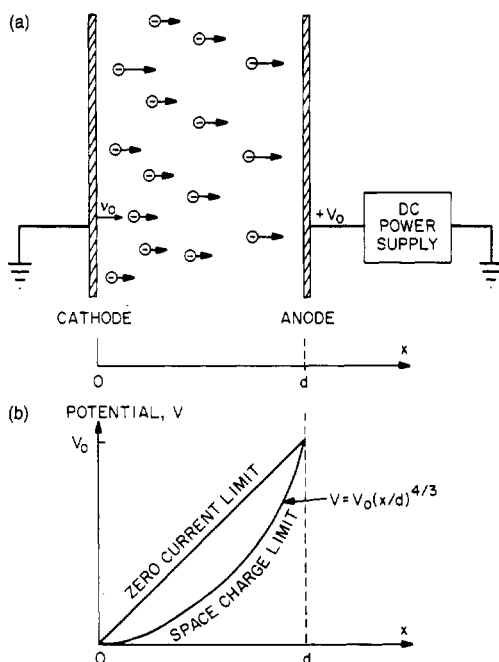 (a)
v₀
+V₀
DC
POWER
SUPPLY
CATHODE
ANODE
x
0
d
(b)
POTENTIAL, V
V₀
ZERO CURRENT LIMIT
V=V₀(x/d)^4/3
SPACE CHARGE LIMIT
x
0
d